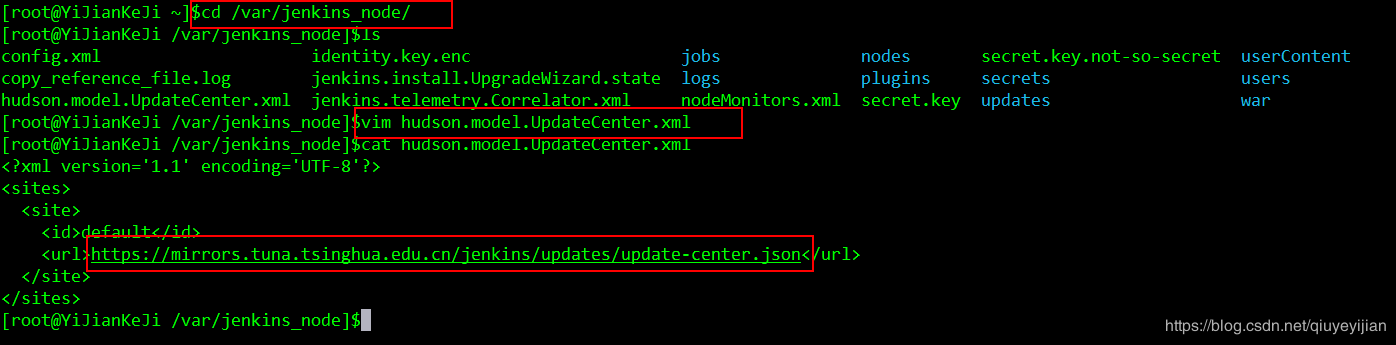 [root@YiJianKeJi ~]$cd /var/jenkins_node/
[root@YiJianKeJi /var/jenkins_node]$ls
config.xml identity.key.enc jobs nodes secret.key.not-so-secret userContent
copy_reference_file.log jenkins.install.UpgradeWizard.state logs plugins secrets users
hudson.model.UpdateCenter.xml jenkins.telemetry.Correlator.xml nodeMonitors.xml secret.key updates war
[root@YiJianKeJi /var/jenkins_node]$vim hudson.model.UpdateCenter.xml
[root@YiJianKeJi /var/jenkins_node]$cat hudson.model.UpdateCenter.xml
<?xml version='1.1' encoding='UTF-8'?>
<sites>
  <site>
    <id>default</id>
    <url>https://mirrors.tuna.tsinghua.edu.cn/jenkins/updates/update-center.json</url>
  </site>
</sites>
[root@YiJianKeJi /var/jenkins_node]$
https://blog.csdn.net/qiuyeyijian